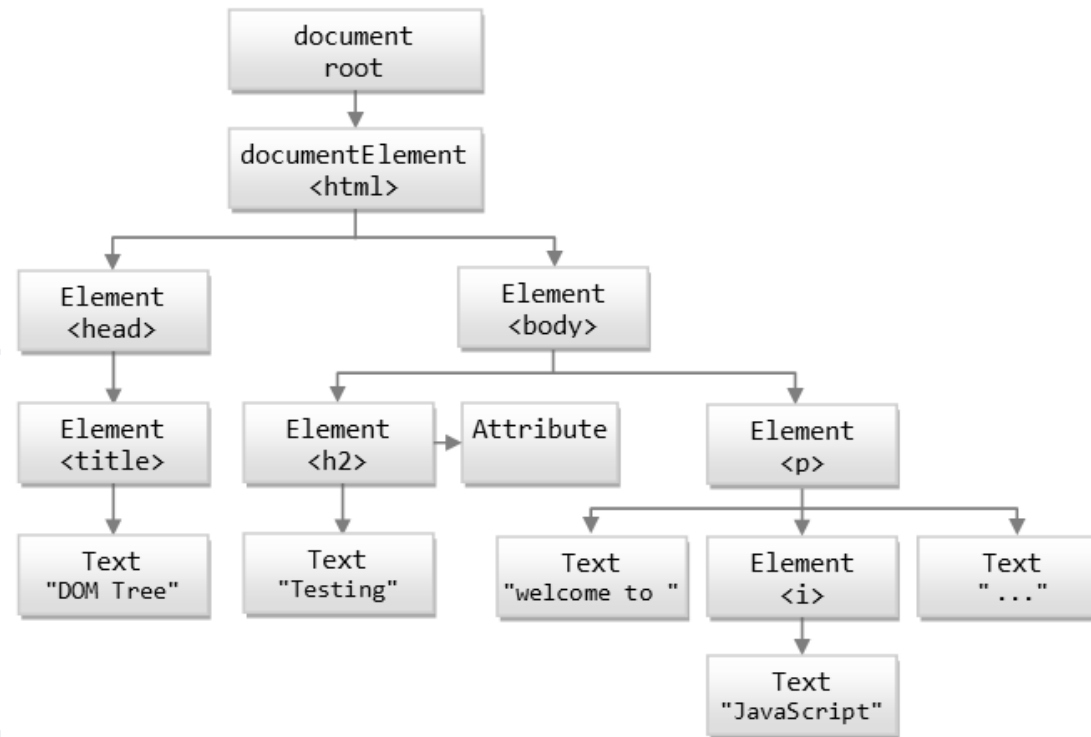 document
root
documentElement
<html>
Element
<head>
Element
<body>
Element
<title>
Element
<h2>
Attribute
Element
<p>
Text
"DOM Tree"
Text
"Testing"
Text
"welcome to "
Element
<i>
Text
" ..."
Text
"JavaScript"